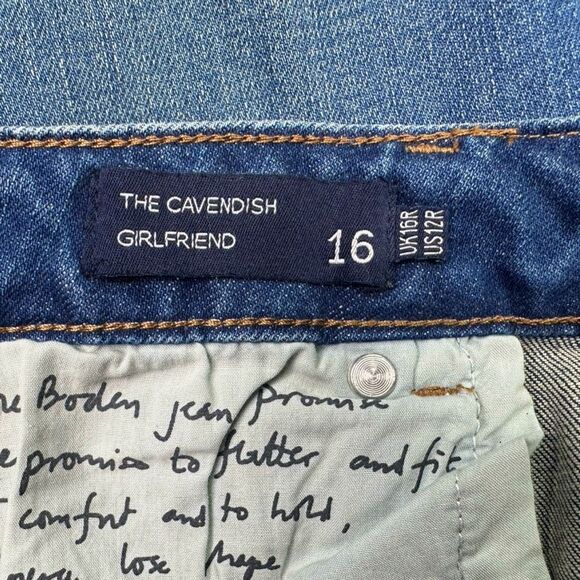 THE CAVENDISH
GIRLFRIEND
16
UK16R
US12R
Boden jean promise
promise to flatter and fit
comfort and to hold,
lose shape